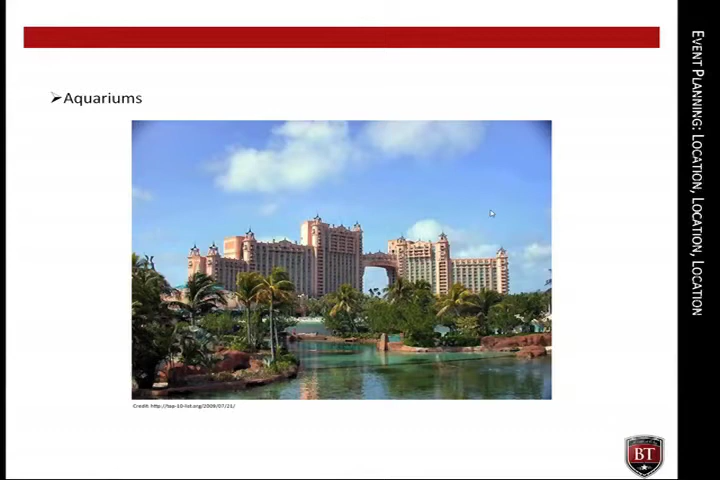 Aquariums
Credit: http://top-10-list.org/2009/07/21/
EVENT PLANNING: LOCATION, LOCATION, LOCATION
BT